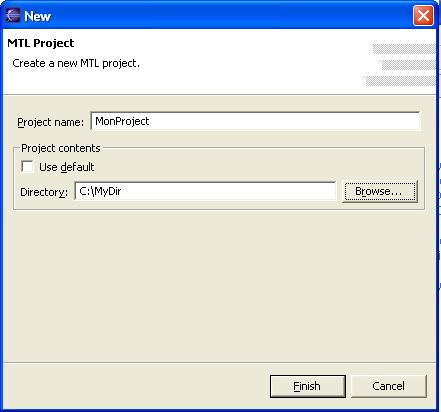 New
MTL Project
Create a new MTL project.
Project name: MonProject
Project contents
Use default
Directory: C:\MyDir Browse...
Finish Cancel